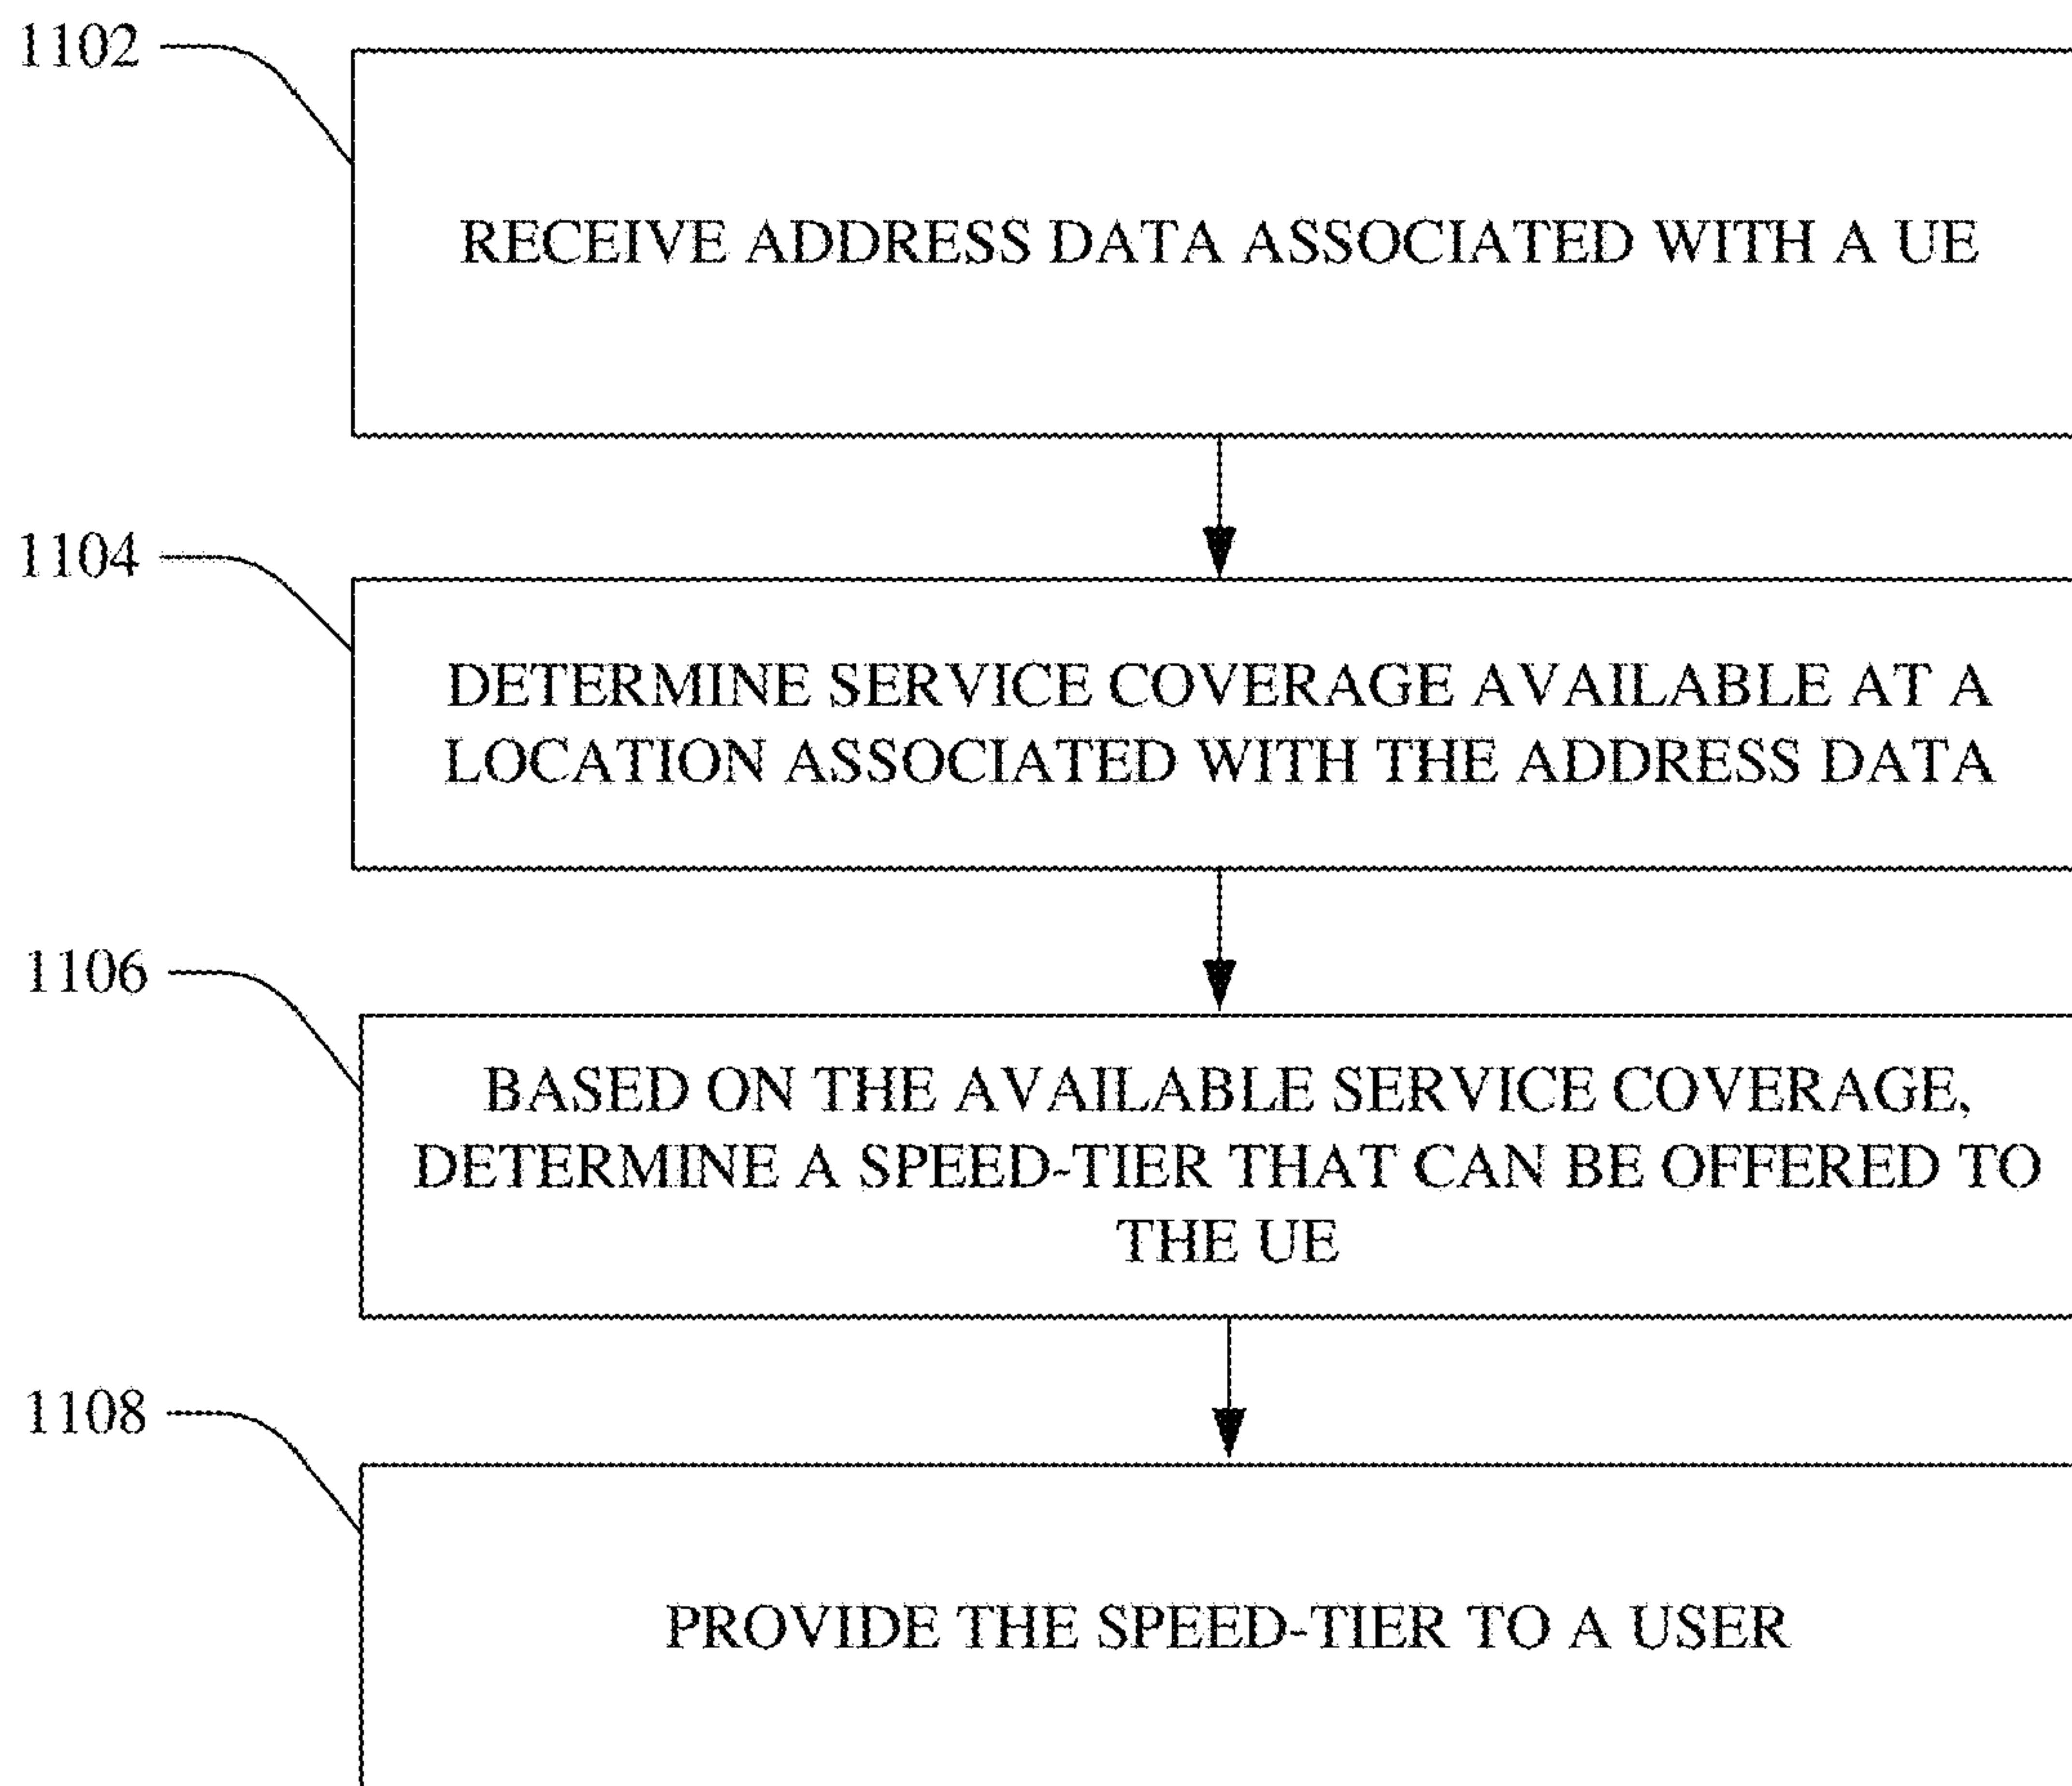 1102
RECEIVE ADDRESS DATA ASSOCIATED WITH A UE
1104
DETERMINE SERVICE COVERAGE AVAILABLE AT A
LOCATION ASSOCIATED WITH THE ADDRESS DATA
1106
BASED ON THE AVAILABLE SERVICE COVERAGE,
DETERMINE A SPEED-TIER THAT CAN BE OFFERED TO
THE UE
1108
PROVIDE THE SPEED-TIER TO A USER